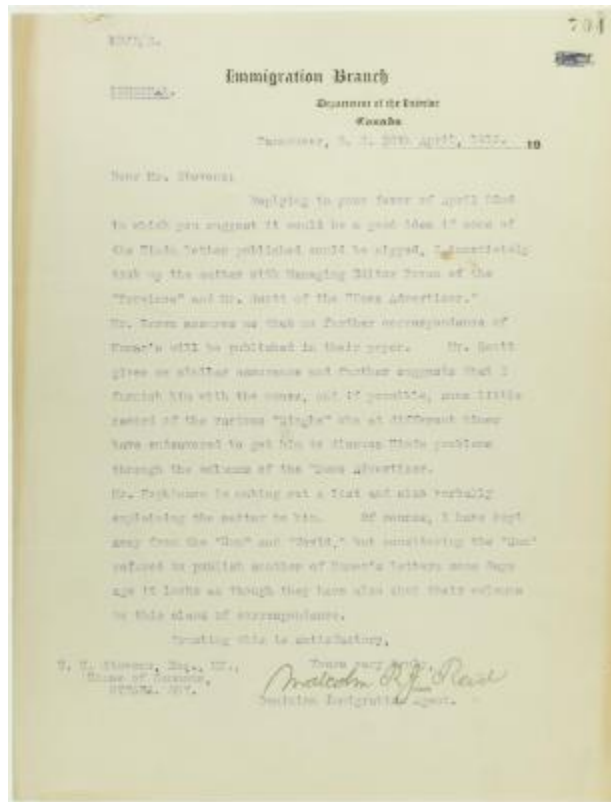 704
Immigration Branch
Department of the Interior
Canada
Vancouver, B. C. April, 19
Dear Mr. Stevens:
Replying to your favor of April 22nd
in which you suggest it would be a good idea if some of
the Hindu letters published could be nipped, I immediately
took up the matter with Managing Editor of the
"Province" and Mr. Scott of the "News Advertiser."
Mr. assures me that no further correspondence of
will be published in their paper. Mr. Scott
gives me similar assurance and further suggests that I
furnish him with the names, and if possible, some little
record of the various "Singhs" who at different times
have endeavored to get him to discuss Hindu problems
through the columns of the "News Advertiser.
Mr. Hopkinson is making out a list and also verbally
explaining the matter to him. Of course, I have kept
away from the "Sun" and "World," but considering the "Sun"
refused to publish another of letters some days
ago it looks as though they have also shut their columns
to this class of correspondence.
Trusting this is satisfactory,
Yours very truly,
H. H. Stevens, Esq., MP.,
House of Commons,
OTTAWA. ONT.
Malcolm R. J. Reid
Dominion Immigration Agent.